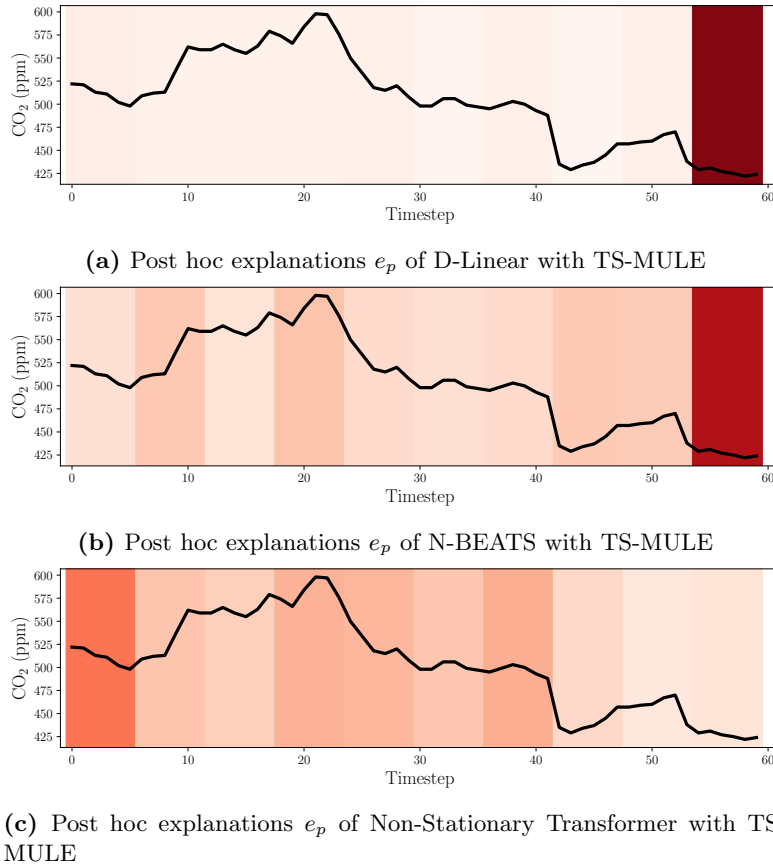 600
575
550
525
500
475
450
425
CO₂ (ppm)
0 10 20 30 40 50 60
Timestep
(a) Post hoc explanations eₚ of D-Linear with TS-MULE
600
575
550
525
500
475
450
425
CO₂ (ppm)
0 10 20 30 40 50 60
Timestep
(b) Post hoc explanations eₚ of N-BEATS with TS-MULE
600
575
550
525
500
475
450
425
CO₂ (ppm)
0 10 20 30 40 50 60
Timestep
(c) Post hoc explanations eₚ of Non-Stationary Transformer with TS-
MULE